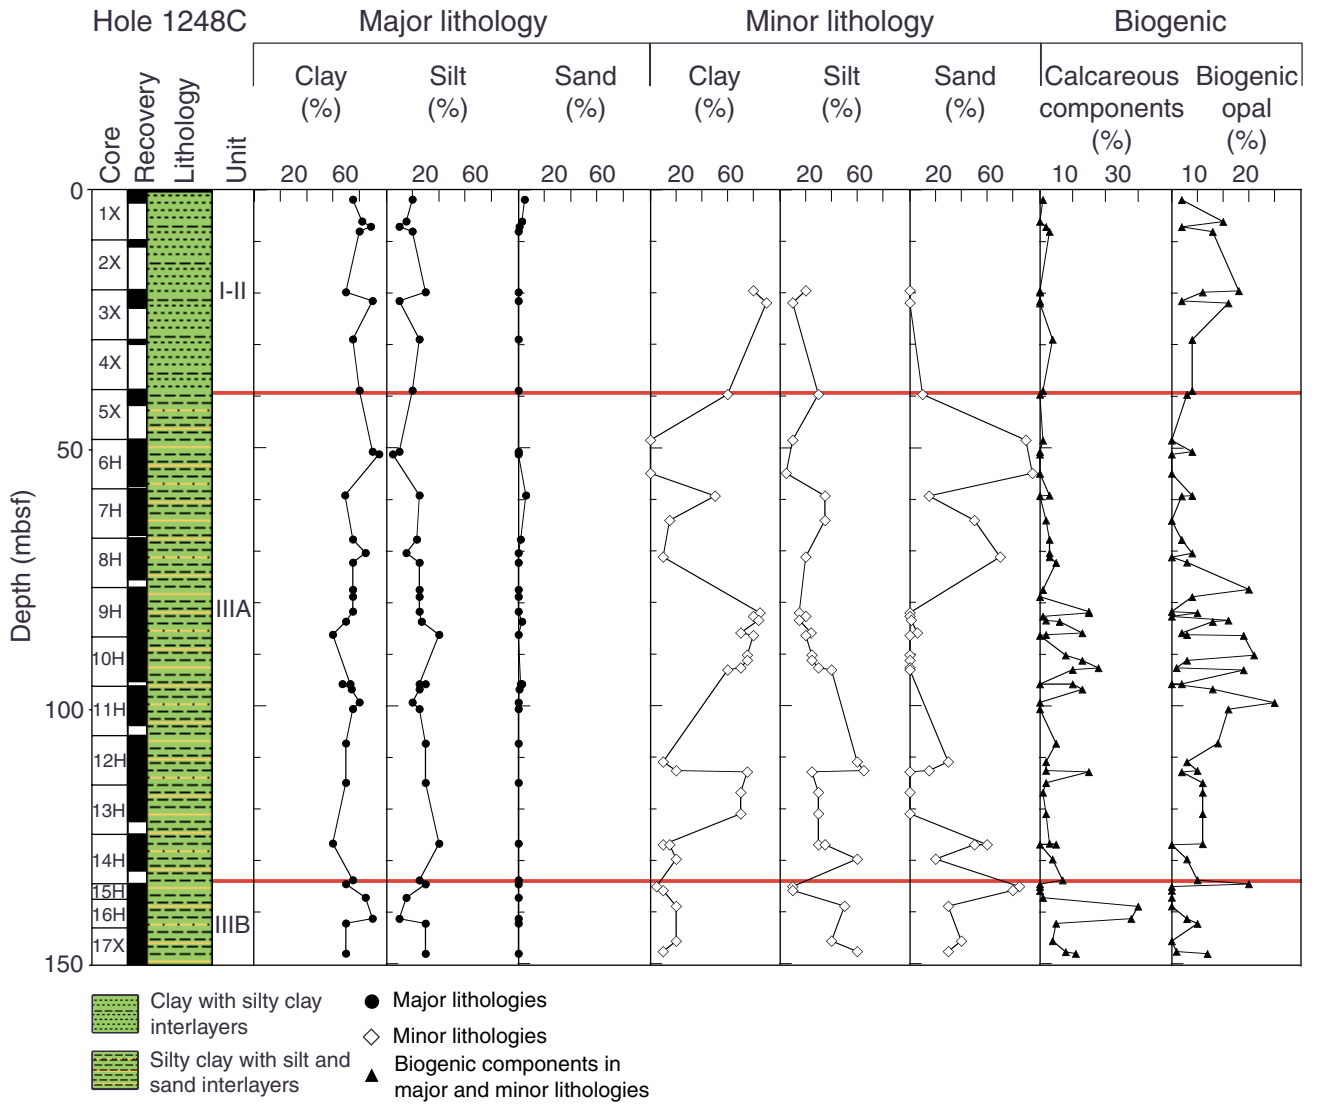 Hole 1248C
Major lithology
Minor lithology
Biogenic
Core
Recovery
Lithology
Unit
Clay
(%)
Silt
(%)
Sand
(%)
Clay
(%)
Silt
(%)
Sand
(%)
Calcareous
components
(%)
Biogenic
opal
(%)
20 60 20 60 20 60 20 60 20 60 20 60 10 30 10 20
Depth (mbsf)
0
50
100
150
1X
2X
3X
4X
5X
6H
7H
8H
9H
10H
11H
12H
13H
14H
15H
16H
17X
I-II
IIIA
IIIB
Clay with silty clay
interlayers
Silty clay with silt and
sand interlayers
Major lithologies
Minor lithologies
Biogenic components in
major and minor lithologies